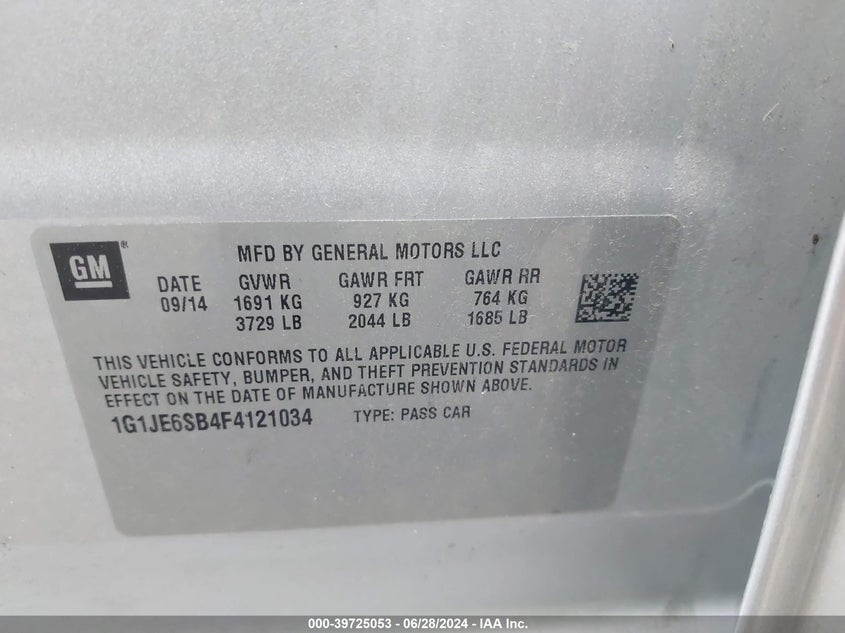 GM®
MFD BY GENERAL MOTORS LLC
DATE GVWR GAWR FRT GAWR RR
09/14 1691 KG 927 KG 764 KG
3729 LB 2044 LB 1685 LB
THIS VEHICLE CONFORMS TO ALL APPLICABLE U.S. FEDERAL MOTOR
VEHICLE SAFETY, BUMPER, AND THEFT PREVENTION STANDARDS IN
EFFECT ON THE DATE OF MANUFACTURE SHOWN ABOVE.
1G1JE6SB4F4121034 TYPE: PASS CAR
000-39725053 - 06/28/2024 - IAA Inc.